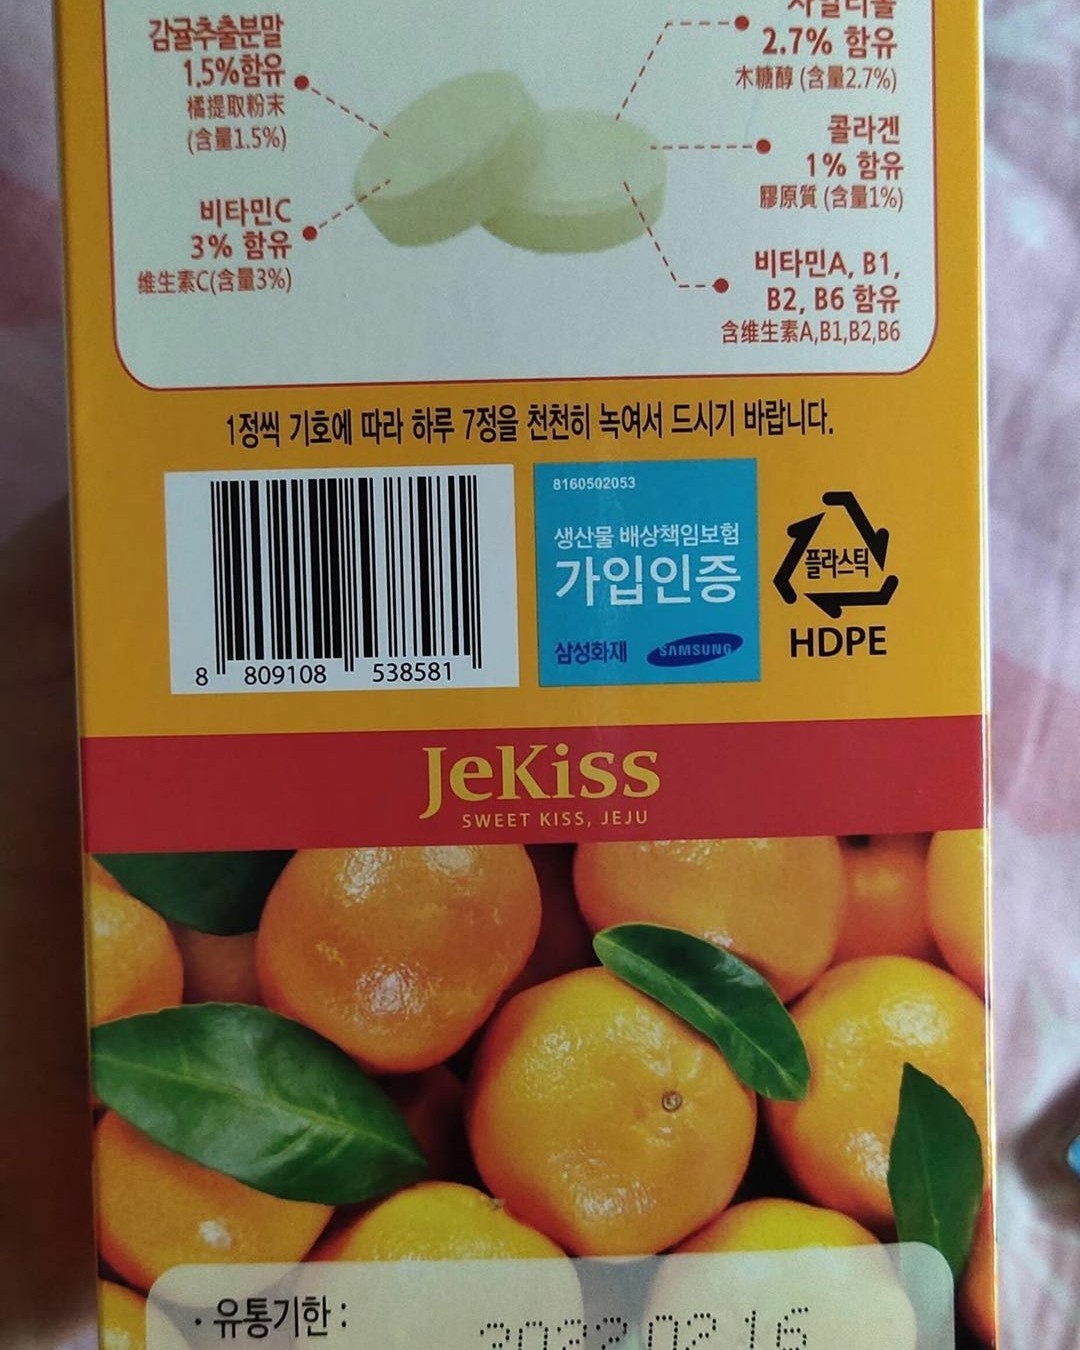 감귤추출분말
1.5%함유
橘提取粉末
(含量1.5%)
비타민C
3% 함유
维生素C(含量3%)
자일리톨
2.7% 함유
木糖醇 (含量2.7%)
콜라겐
1% 함유
膠原質 (含量1%)
비타민A, B1,
B2, B6 함유
含维生素A,B1,B2,B6
1정씩 기호에 따라 하루 7정을 천천히 녹여서 드시기 바랍니다.
8 809108 538581
8160502053
생산물 배상책임보험
가입인증
삼성화재 SAMSUNG
플라스틱
HDPE
JeKiss
SWEET KISS, JEJU
· 유통기한 :
2022.02.16